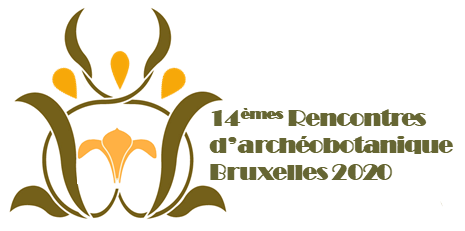 14èmes Rencontres
d'archéobotanique
Bruxelles 2020